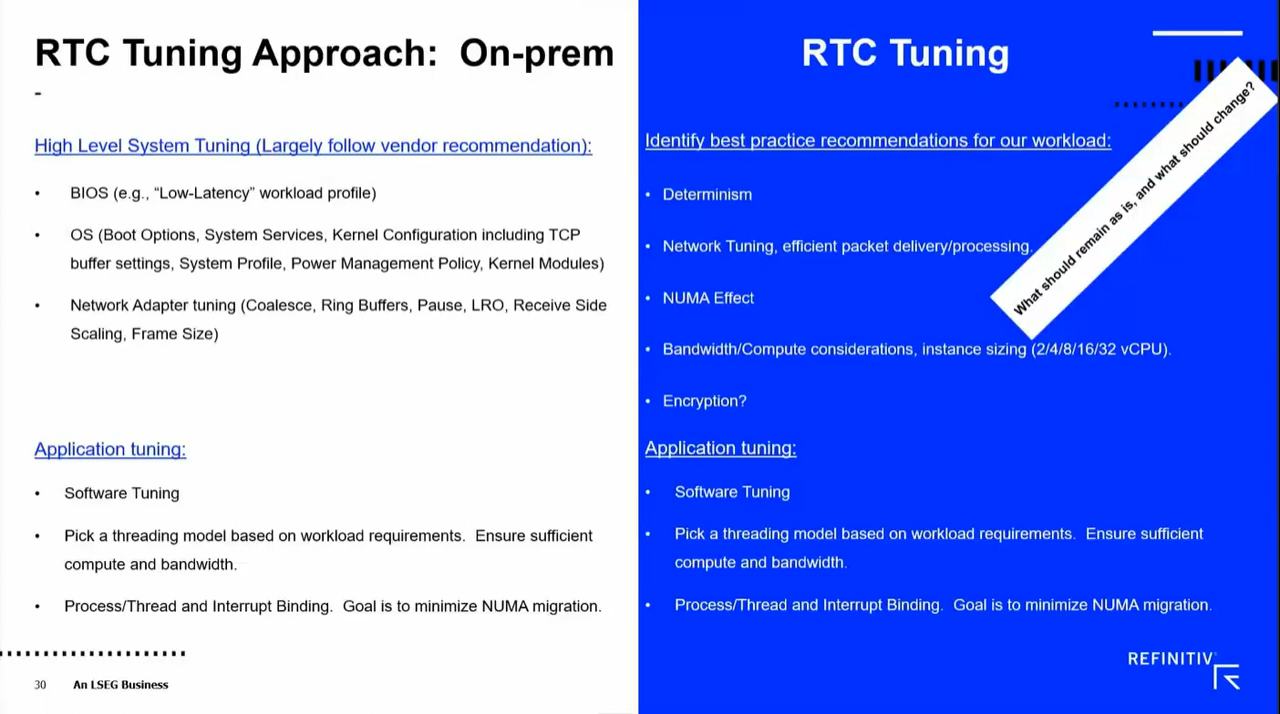 RTC Tuning Approach:  On-prem
-
High Level System Tuning (Largely follow vendor recommendation):
• BIOS (e.g., “Low-Latency” workload profile)
• OS (Boot Options, System Services, Kernel Configuration including TCP
buffer settings, System Profile, Power Management Policy, Kernel Modules)
• Network Adapter tuning (Coalesce, Ring Buffers, Pause, LRO, Receive Side
Scaling, Frame Size)
Application tuning:
• Software Tuning
• Pick a threading model based on workload requirements.  Ensure sufficient
compute and bandwidth.
• Process/Thread and Interrupt Binding.  Goal is to minimize NUMA migration.
30 An LSEG Business
RTC Tuning
What should remain as is, and what should change?
Identify best practice recommendations for our workload:
• Determinism
• Network Tuning, efficient packet delivery/processing.
• NUMA Effect
• Bandwidth/Compute considerations, instance sizing (2/4/8/16/32 vCPU).
• Encryption?
Application tuning:
• Software Tuning
• Pick a threading model based on workload requirements.  Ensure sufficient
compute and bandwidth.
• Process/Thread and Interrupt Binding.  Goal is to minimize NUMA migration.
REFINITIV